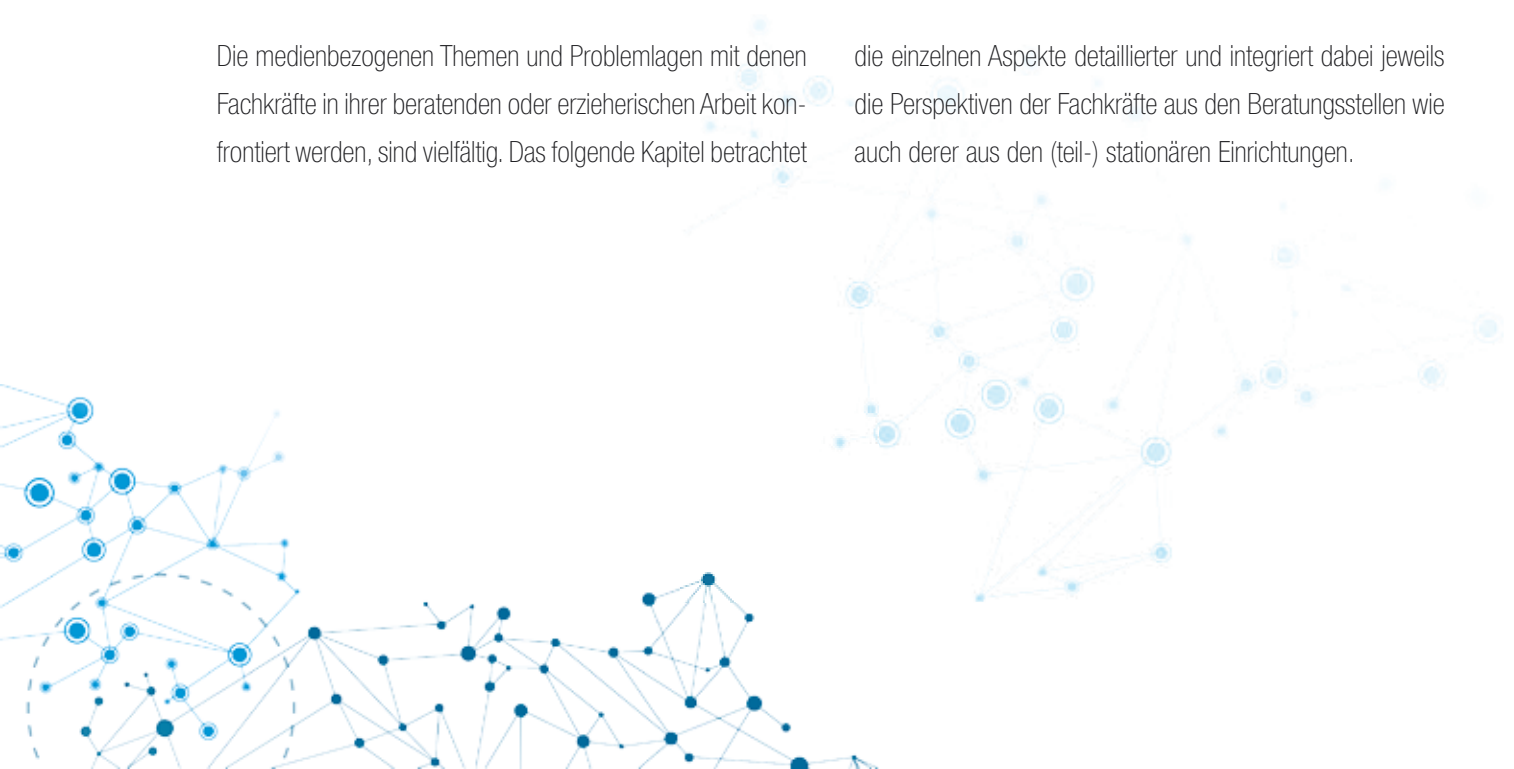 Die medienbezogenen Themen und Problemlagen mit denen
Fachkräfte in ihrer beratenden oder erzieherischen Arbeit kon-
frontiert werden, sind vielfältig. Das folgende Kapitel betrachtet
die einzelnen Aspekte detaillierter und integriert dabei jeweils
die Perspektiven der Fachkräfte aus den Beratungsstellen wie
auch derer aus den (teil-) stationären Einrichtungen.